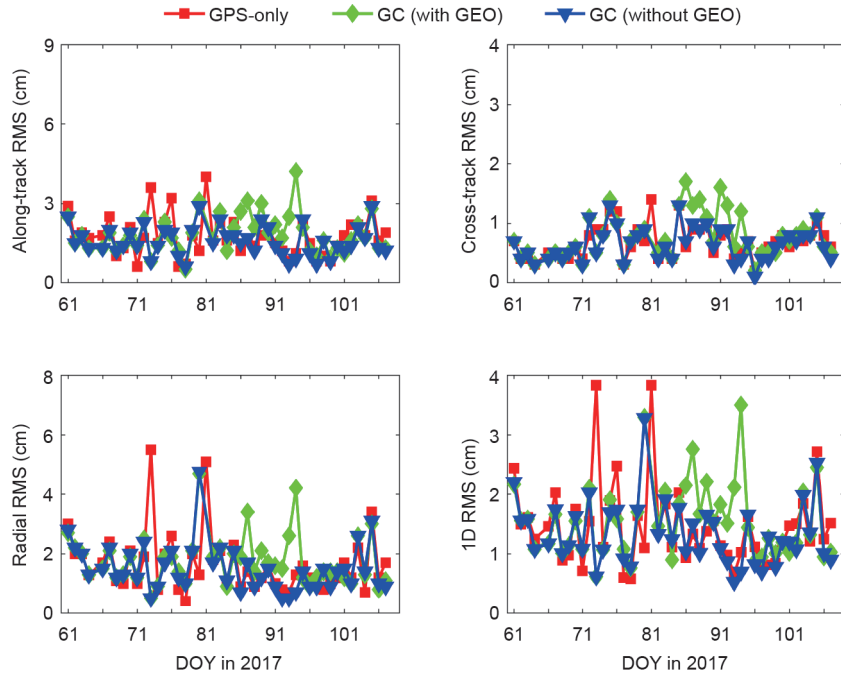 GPS-only GC (with GEO) GC (without GEO)
Along-track RMS (cm)
9
6
3
0
61 71 81 91 101
Cross-track RMS (cm)
4
3
2
1
0
61 71 81 91 101
Radial RMS (cm)
8
6
4
2
0
61 71 81 91 101
DOY in 2017
1D RMS (cm)
4
3
2
1
0
61 71 81 91 101
DOY in 2017